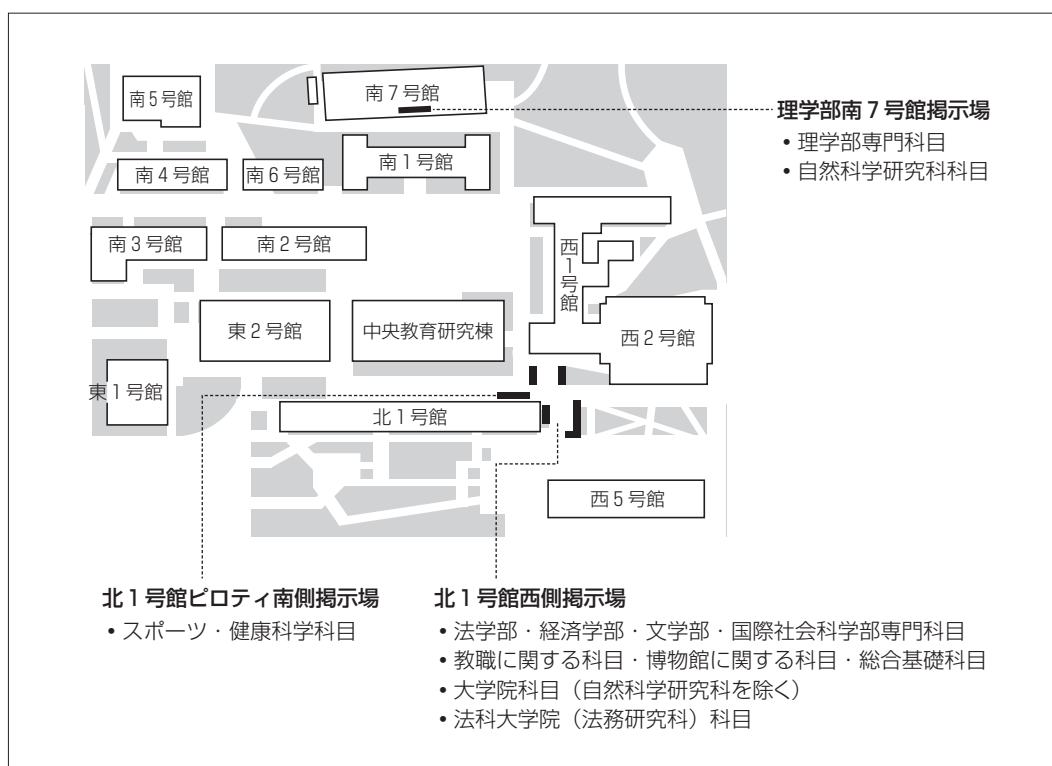 南5号館
南7号館
理学部南7号館掲示場
• 理学部専門科目
• 自然科学研究科科目
南4号館
南6号館
南1号館
南3号館
南2号館
西1号館
東2号館
中央教育研究棟
西2号館
東1号館
北1号館
西5号館
北1号館ピロティ南側掲示場
• スポーツ・健康科学科目
北1号館西側掲示場
• 法学部・経済学部・文学部・国際社会科学部専門科目
• 教職に関する科目・博物館に関する科目・総合基礎科目
• 大学院科目（自然科学研究科を除く）
• 法科大学院（法務研究科）科目